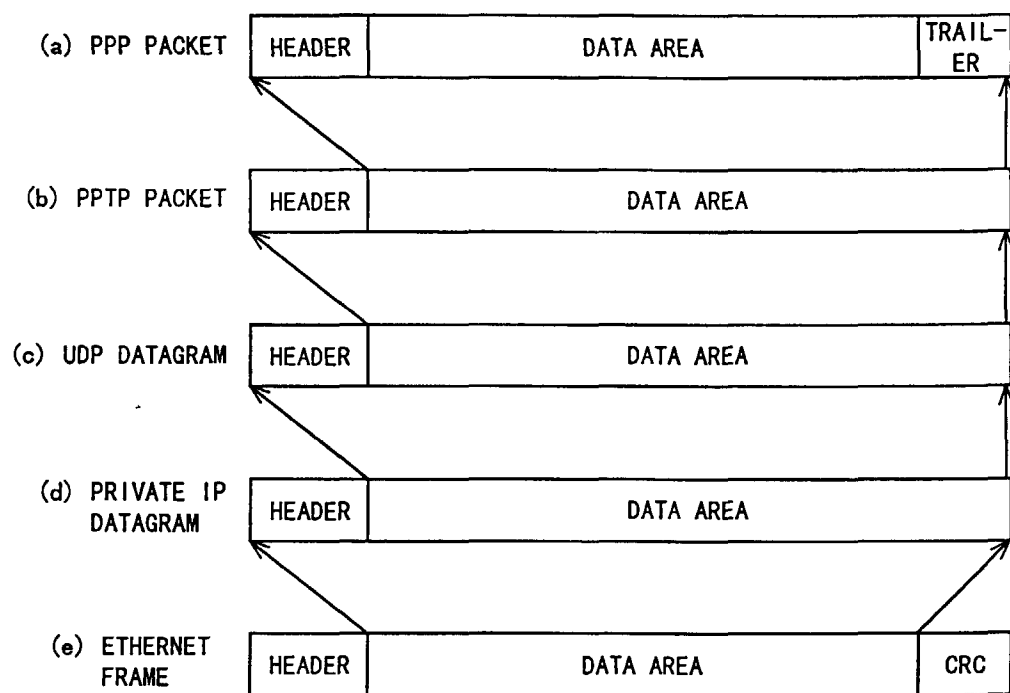 (a) PPP PACKET
HEADER
DATA AREA
TRAIL-
ER
(b) PPTP PACKET
HEADER
DATA AREA
(c) UDP DATAGRAM
HEADER
DATA AREA
(d) PRIVATE IP
DATAGRAM
HEADER
DATA AREA
(e) ETHERNET
FRAME
HEADER
DATA AREA
CRC